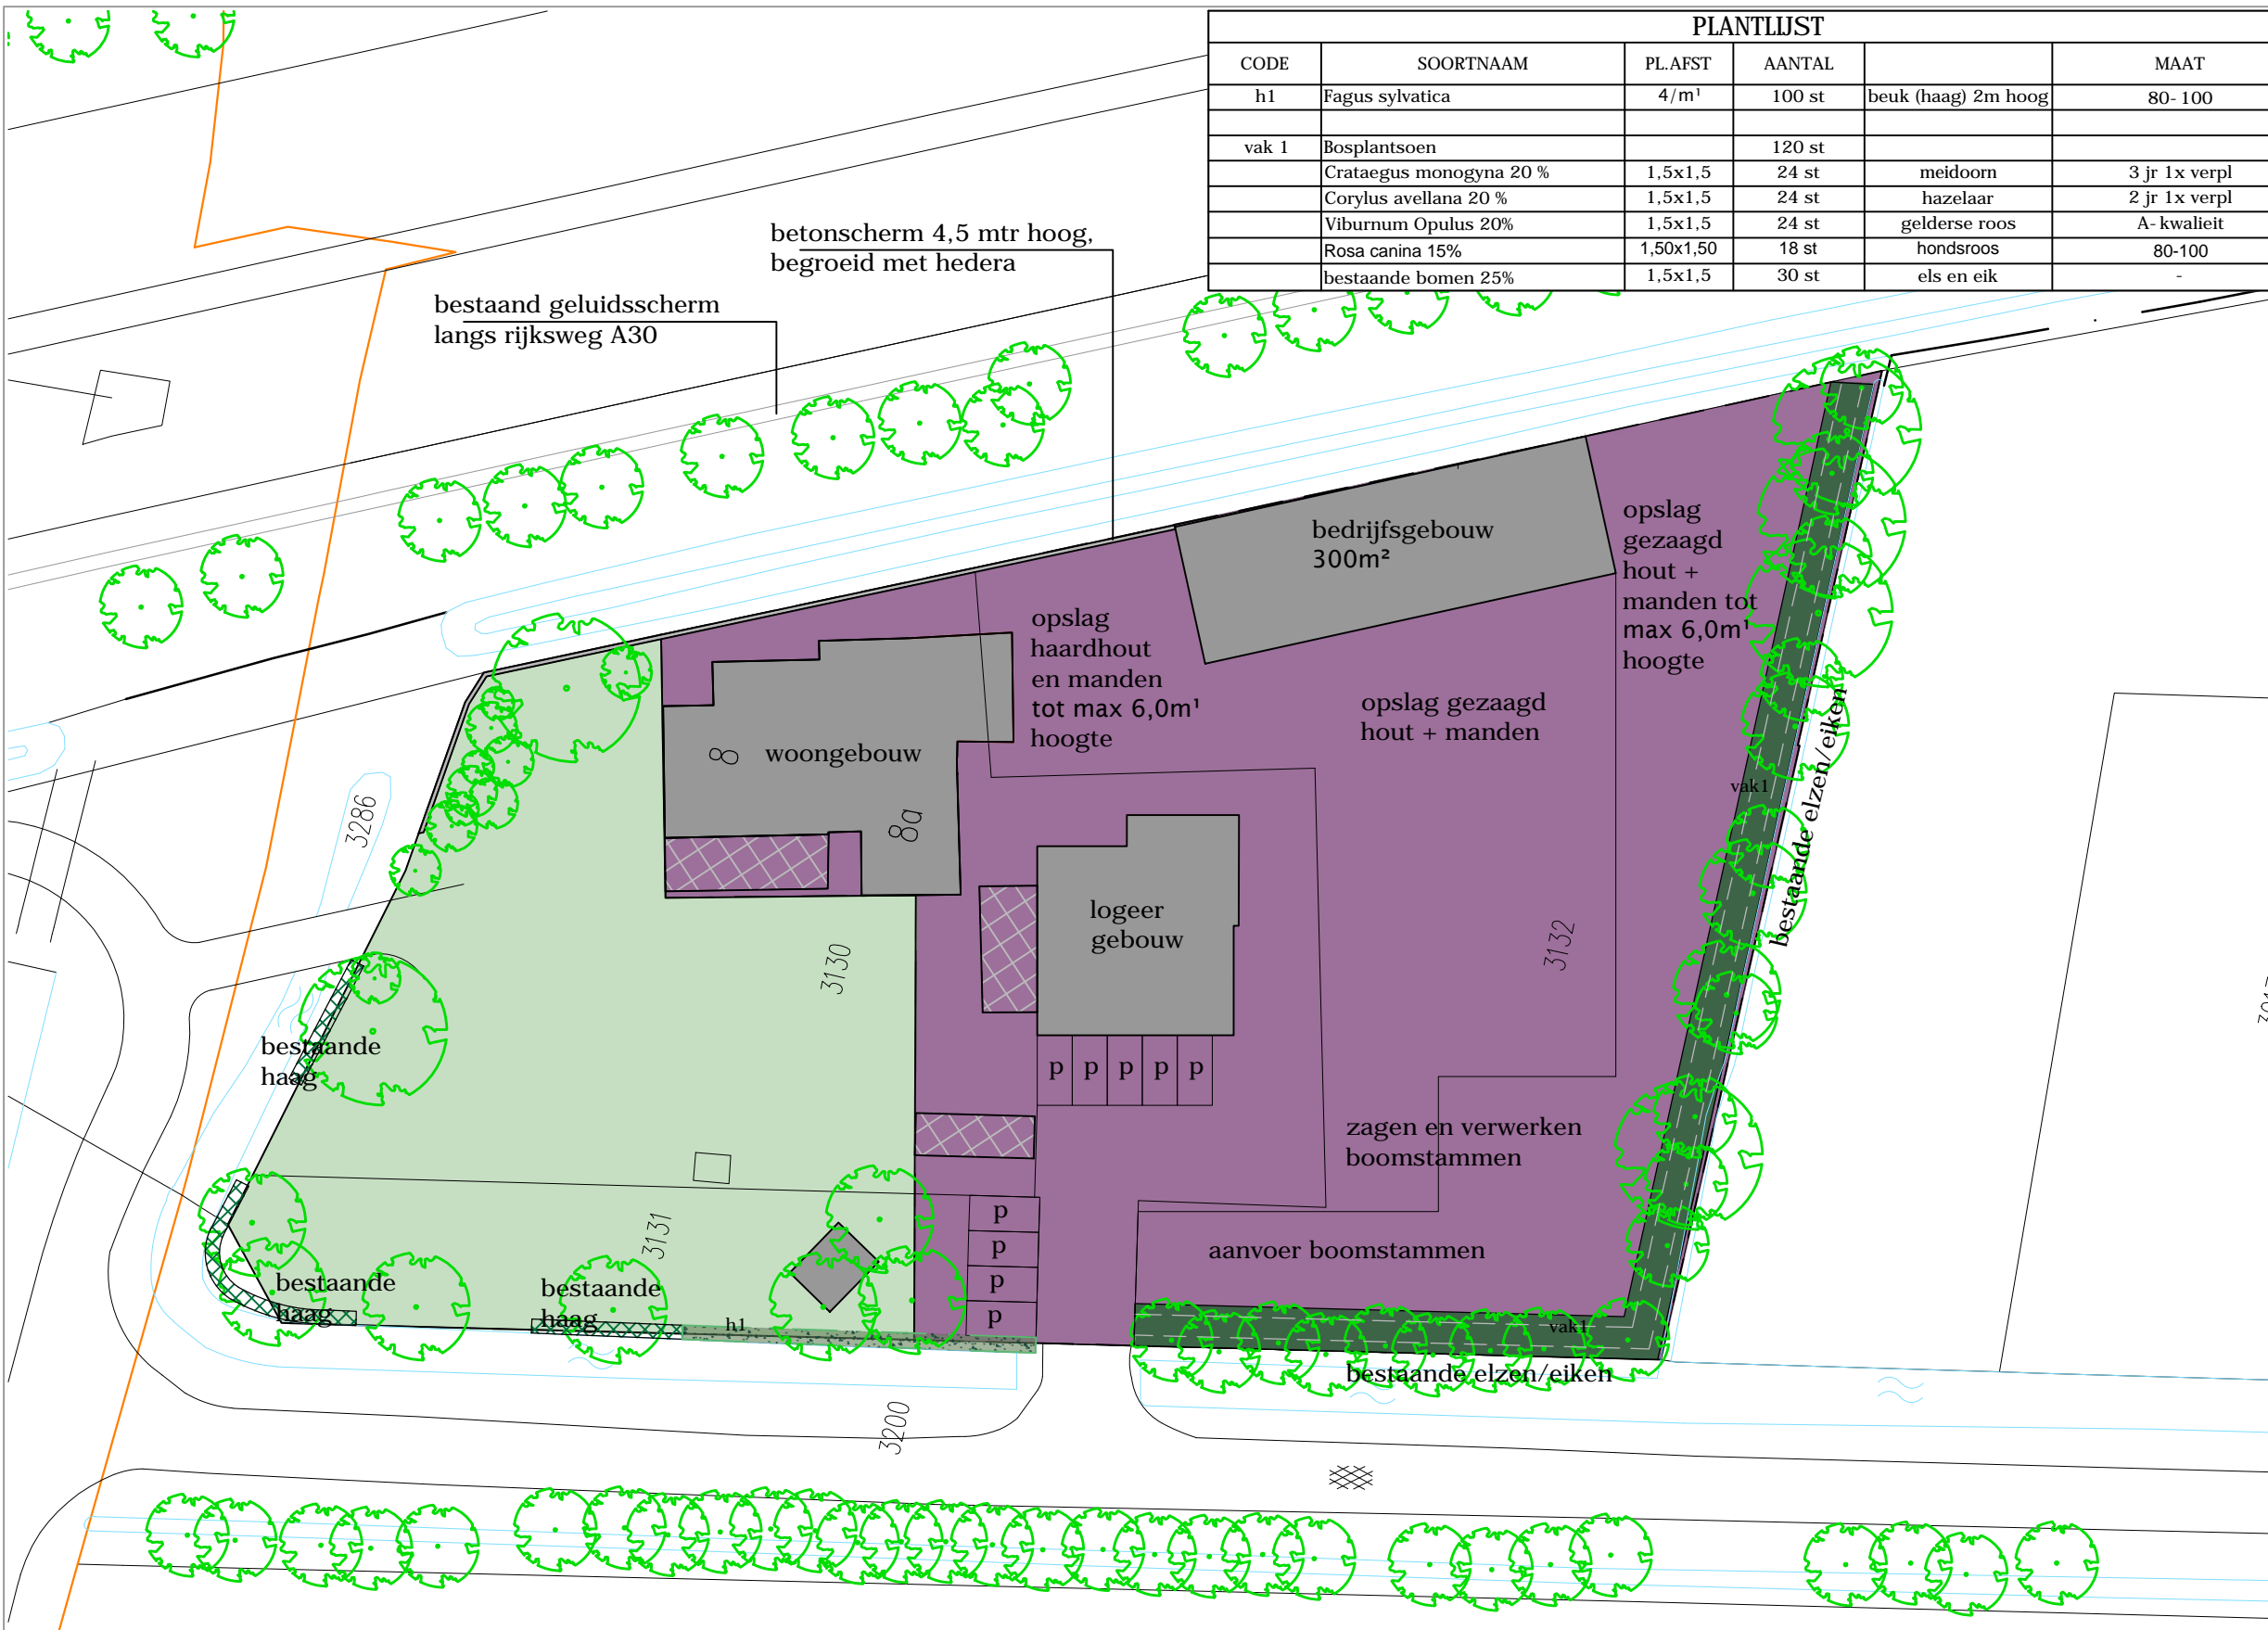 PLANTLIJST
CODE SOORTNAAM PL.AFST AANTAL MAAT
h1 Fagus sylvatica 4/m¹ 100 st beuk (haag) 2m hoog 80-100
vak 1 Bosplantsoen 120 st
Crataegus monogyna 20 % 1,5x1,5 24 st meidoorn 3 jr 1x verpl
Corylus avellana 20 % 1,5x1,5 24 st hazelaar 2 jr 1x verpl
Viburnum Opulus 20% 1,5x1,5 24 st gelderse roos A-kwalieit
Rosa canina 15% 1,50x1,50 18 st hondsroos 80-100
bestaande bomen 25% 1,5x1,5 30 st els en eik -
betonscherm 4,5 mtr hoog,
begroeid met hedera
bestaand geluidsscherm
langs rijksweg A30
bedrijfsgebouw
300m²
opslag
gezaagd
hout +
manden tot
max 6,0m¹
hoogte
opslag
haardhout
en manden
tot max 6,0m¹
hoogte
opslag gezaagd
hout + manden
8 woongebouw
8a
3286
vak1
bestaande elzen/eiken
logeer
gebouw
3130
3132
bestaande
haag
p p p p p
zagen en verwerken
boomstammen
3131
p
p
p
p
aanvoer boomstammen
bestaande
haag
bestaande
haag
h1
vak1
bestaande elzen/eiken
3200